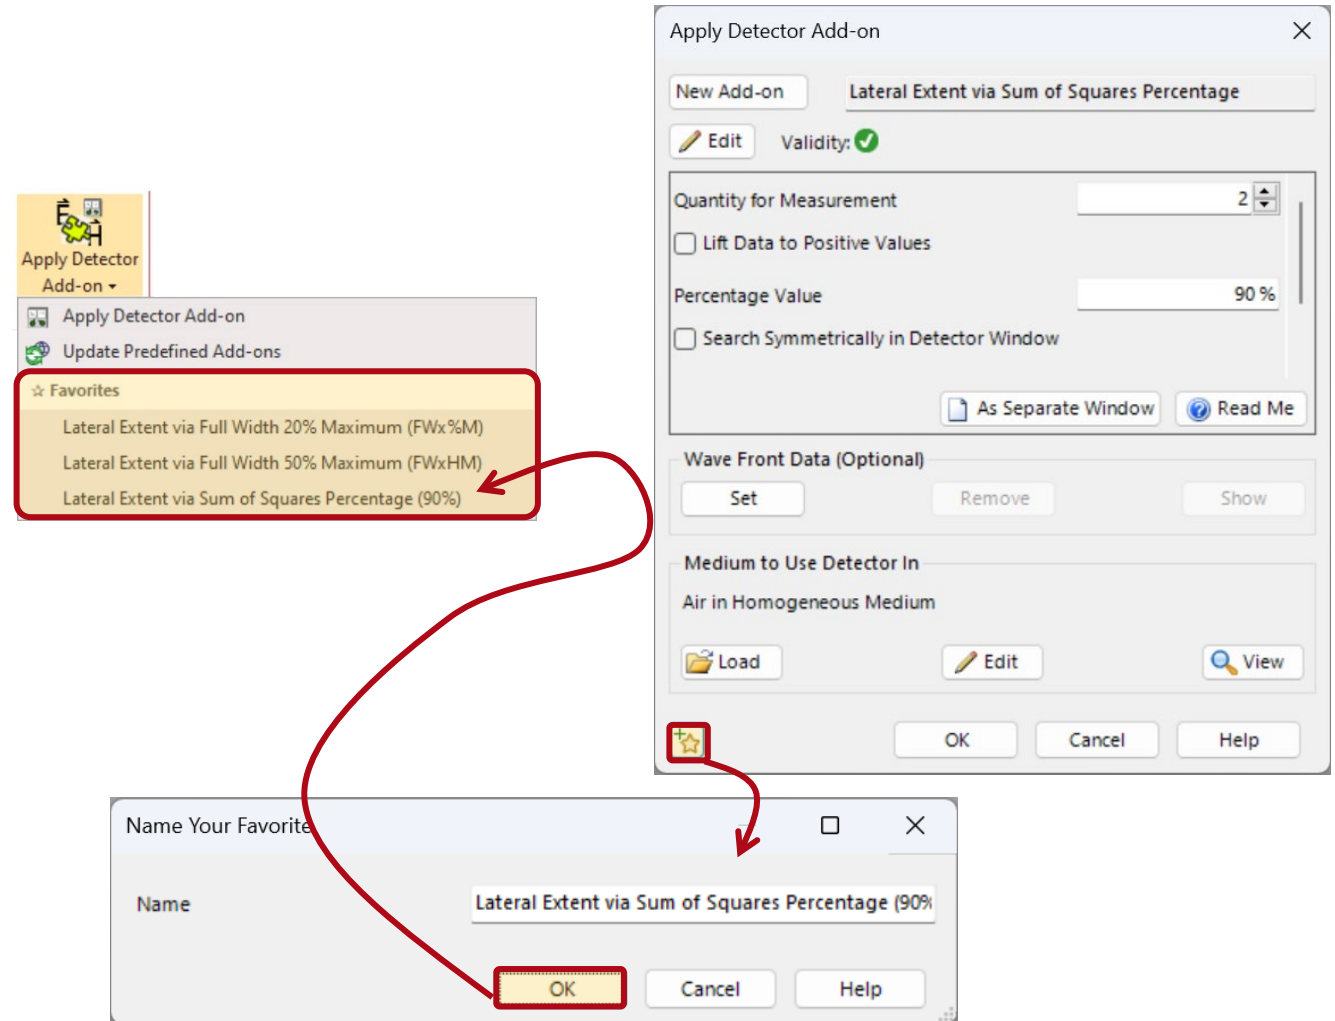 Apply Detector Add-on
New Add-on Lateral Extent via Sum of Squares Percentage
Edit Validity:
Quantity for Measurement 2
Lift Data to Positive Values
Percentage Value 90 %
Search Symmetrically in Detector Window
As Separate Window Read Me
Wave Front Data (Optional)
Set Remove Show
Medium to Use Detector In
Air in Homogeneous Medium
Load Edit View
OK Cancel Help
E H
Apply Detector
Add-on
Apply Detector Add-on
Update Predefined Add-ons
☆ Favorites
Lateral Extent via Full Width 20% Maximum (FWx%M)
Lateral Extent via Full Width 50% Maximum (FWxHM)
Lateral Extent via Sum of Squares Percentage (90%)
Name Your Favorite
Name Lateral Extent via Sum of Squares Percentage (90%
OK Cancel Help